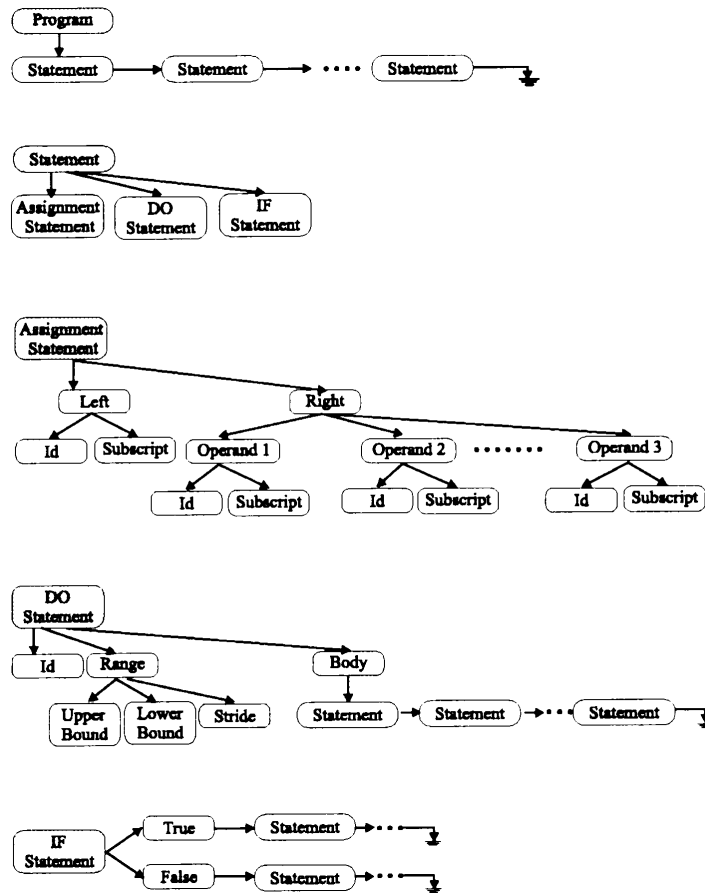 Program
Statement
Statement
Statement
Statement
Assignment
Statement
DO
Statement
IF
Statement
Assignment
Statement
Left
Right
Id
Subscript
Operand 1
Operand 2
Operand 3
Id
Subscript
Id
Subscript
Id
Subscript
DO
Statement
Id
Range
Body
Upper
Bound
Lower
Bound
Stride
Statement
Statement
Statement
IF
Statement
True
Statement
False
Statement